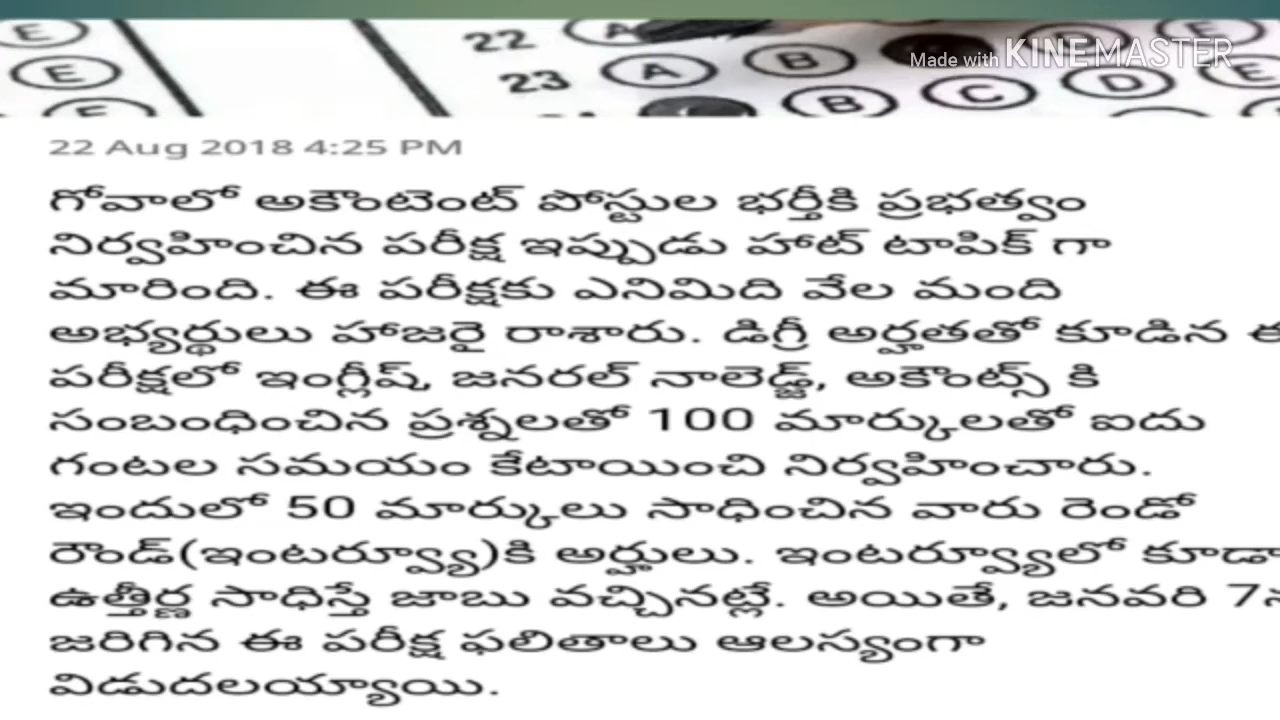 E
22 A
E
23 A B
D
E
Made with KINEMASTER
E
B C D
22 Aug 2018 4:25 PM
గోవాలో అకౌంటెంట్ పోస్టుల భర్తీకి ప్రభత్వం
నిర్వహించిన పరీక్ష ఇప్పుడు హాట్ టాపిక్ గా
మారింది. ఈ పరీక్షకు ఎనిమిది వేల మంది
అభ్యర్థులు హాజరై రాశారు. డిగ్రీ అర్హతతో కూడిన ఈ
పరీక్షలో ఇంగ్లీష్, జనరల్ నాలెడ్జ్, అకౌంట్స్ కి
సంబంధించిన ప్రశ్నలతో 100 మార్కులతో ఐదు
గంటల సమయం కేటాయించి నిర్వహించారు.
ఇందులో 50 మార్కులు సాధించిన వారు రెండో
రౌండ్(ఇంటర్వ్యూ)కి అర్హులు. ఇంటర్వ్యూలో కూడా
ఉత్తీర్ణ సాధిస్తే జాబు వచ్చినట్లే. అయితే, జనవరి 7న
జరిగిన ఈ పరీక్ష ఫలితాలు ఆలస్యంగా
విడుదలయ్యాయి.